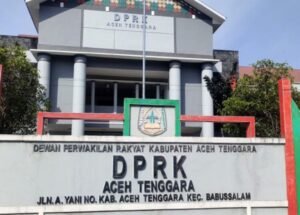 DPRK
ACEH TENGGARA
DEWAN PERWAKILAN RAKYAT KABUPATEN ACEH TENGGARA
DPRK
ACEH TENGGARA
JLN.A. YANI NO. KAB. ACEH TENGGARA KEC. BABUSSALAM